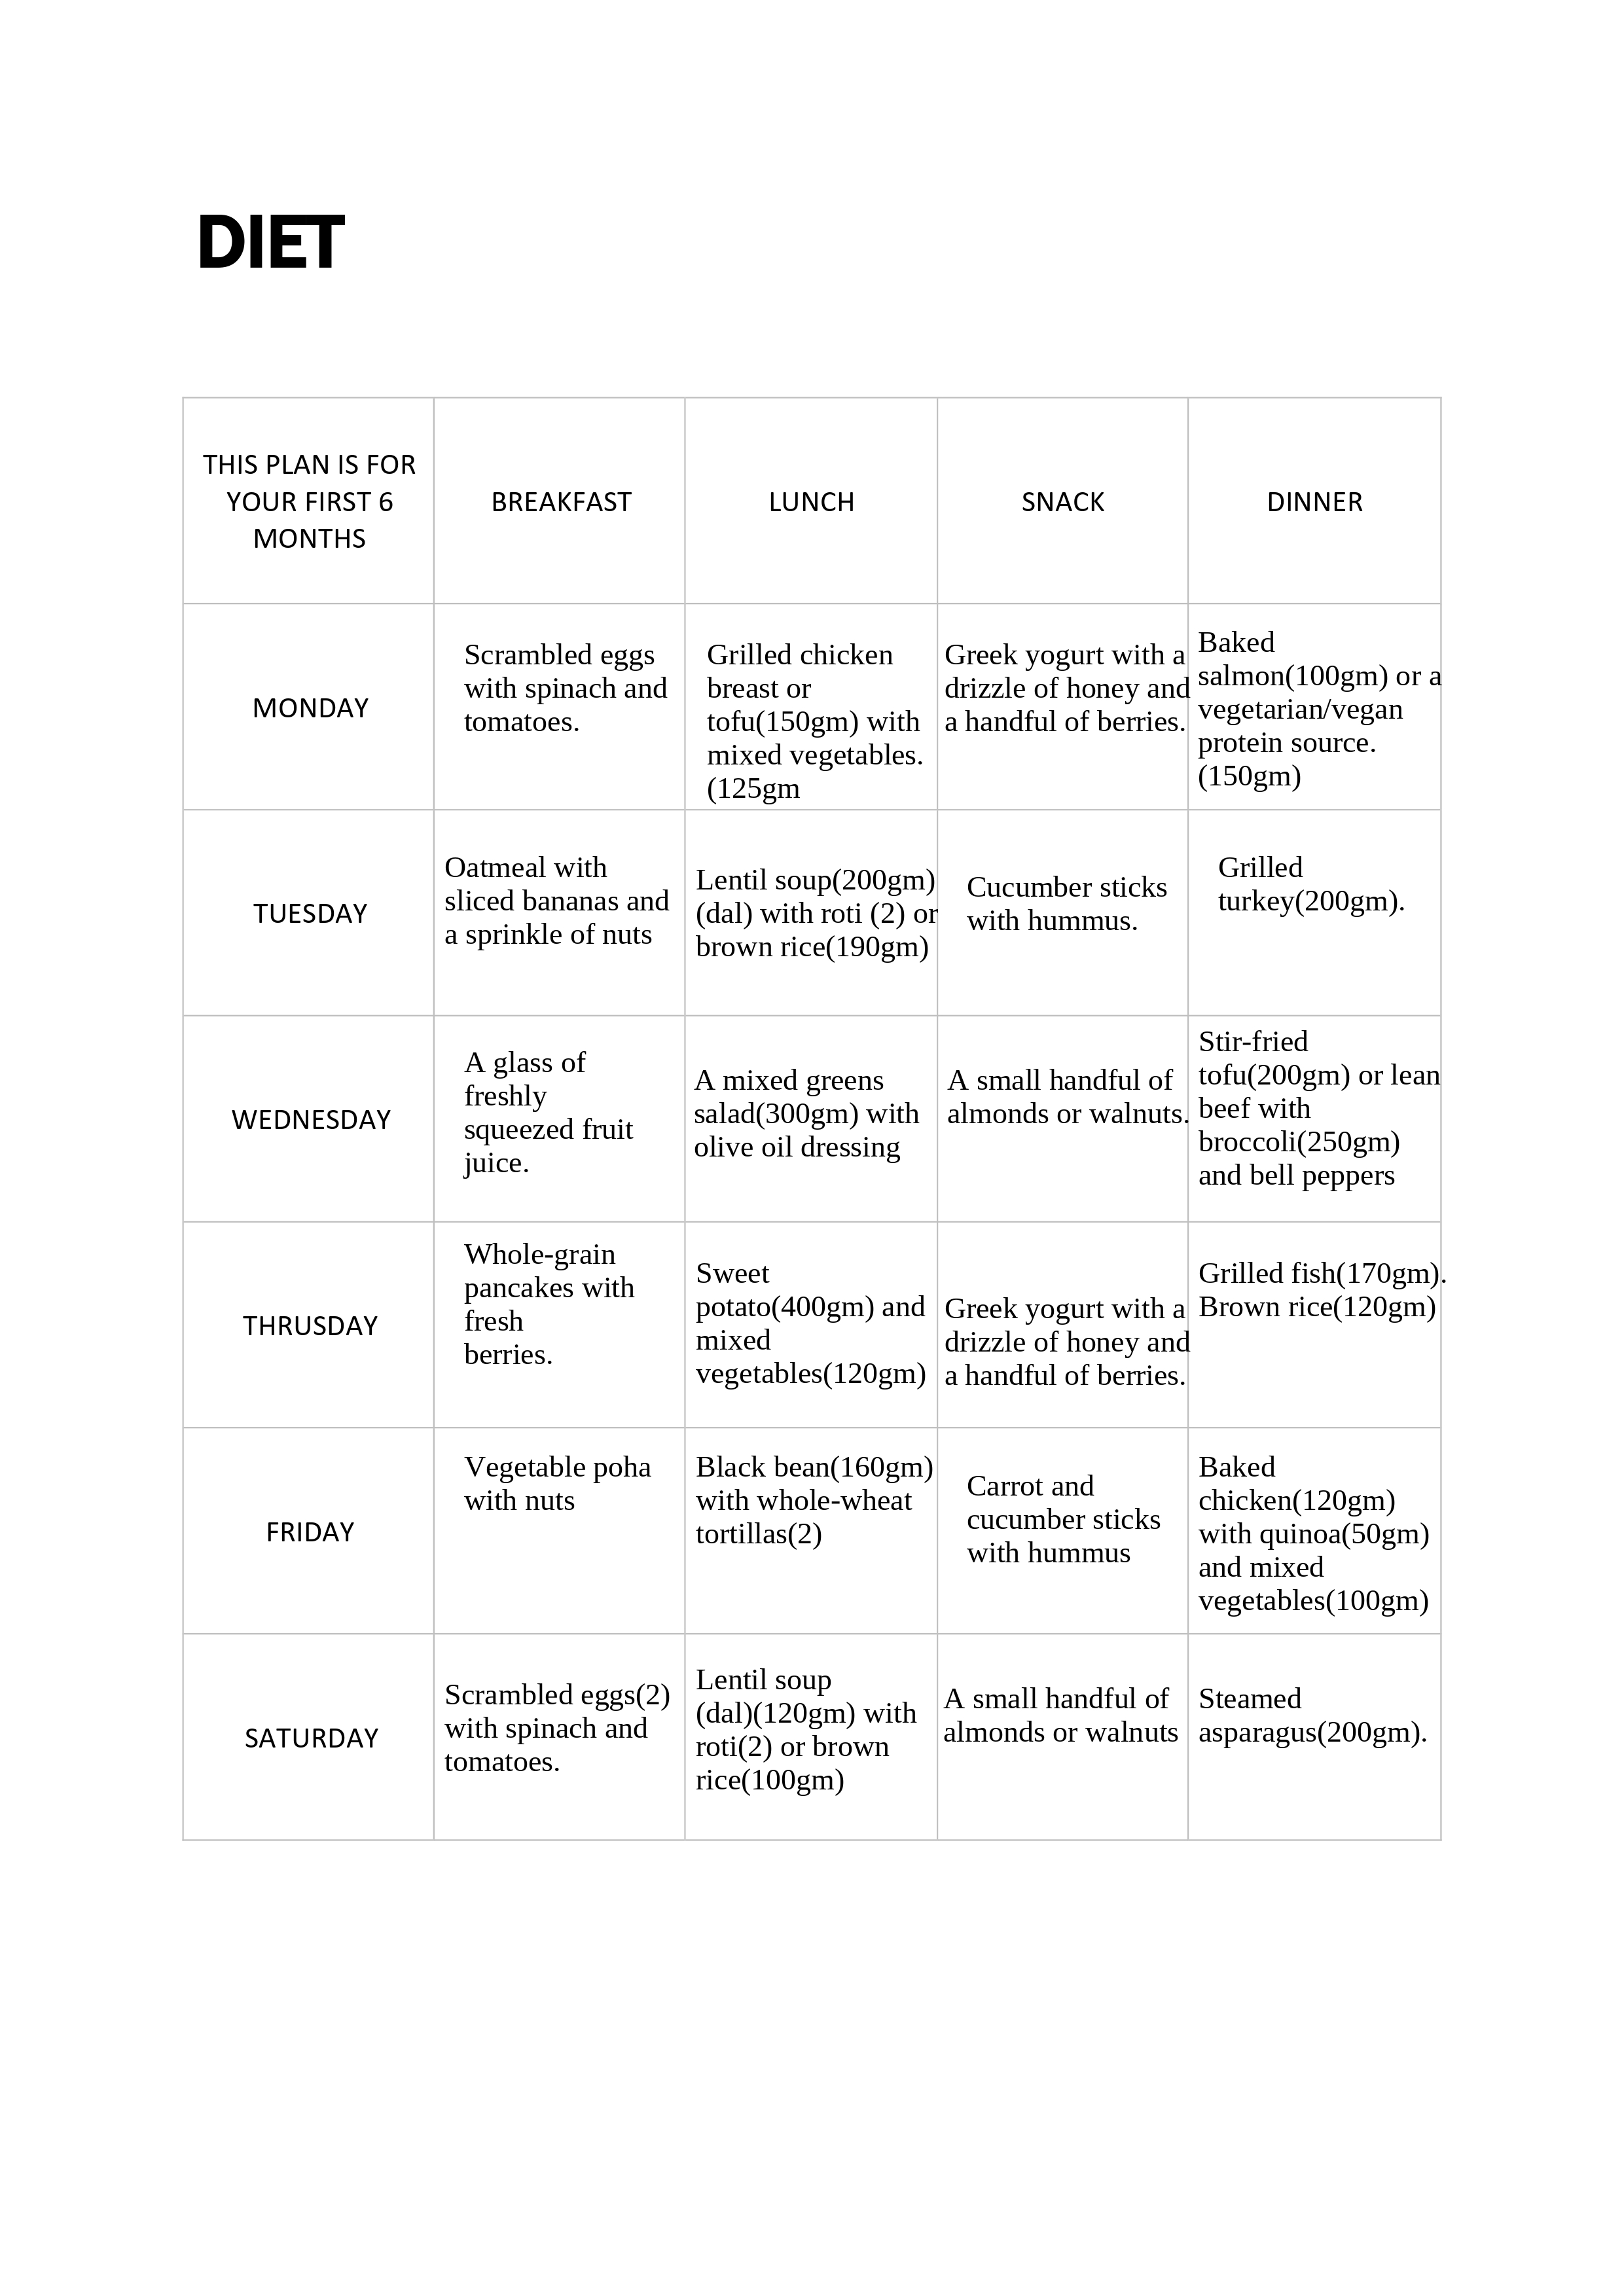 DIET
THIS PLAN IS FOR
YOUR FIRST 6
MONTHS
BREAKFAST
LUNCH
SNACK
DINNER
MONDAY
Scrambled eggs
with spinach and
tomatoes.
Grilled chicken
breast or
tofu(150gm) with
mixed vegetables.
(125gm
Greek yogurt with a
drizzle of honey and
a handful of berries.
Baked
salmon(100gm) or a
vegetarian/vegan
protein source.
(150gm)
TUESDAY
Oatmeal with
sliced bananas and
a sprinkle of nuts
Lentil soup(200gm)
(dal) with roti (2) or
brown rice(190gm)
Cucumber sticks
with hummus.
Grilled
turkey(200gm).
WEDNESDAY
A glass of
freshly
squeezed fruit
juice.
A mixed greens
salad(300gm) with
olive oil dressing
A small handful of
almonds or walnuts.
Stir-fried
tofu(200gm) or lean
beef with
broccoli(250gm)
and bell peppers
THRUSDAY
Whole-grain
pancakes with
fresh
berries.
Sweet
potato(400gm) and
mixed
vegetables(120gm)
Greek yogurt with a
drizzle of honey and
a handful of berries.
Grilled fish(170gm).
Brown rice(120gm)
FRIDAY
Vegetable poha
with nuts
Black bean(160gm)
with whole-wheat
tortillas(2)
Carrot and
cucumber sticks
with hummus
Baked
chicken(120gm)
with quinoa(50gm)
and mixed
vegetables(100gm)
SATURDAY
Scrambled eggs(2)
with spinach and
tomatoes.
Lentil soup
(dal)(120gm) with
roti(2) or brown
rice(100gm)
A small handful of
almonds or walnuts
Steamed
asparagus(200gm).